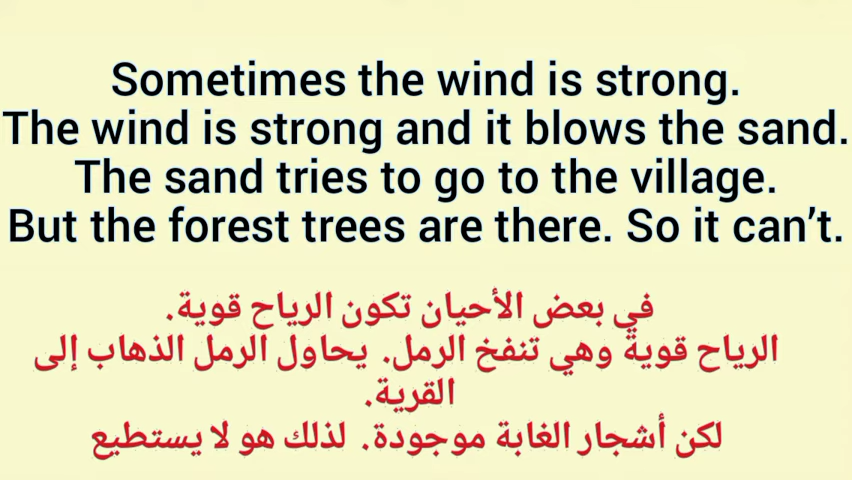 Sometimes the wind is strong.
The wind is strong and it blows the sand.
The sand tries to go to the village.
But the forest trees are there. So it can’t.
في بعض الأحيان تكون الرياح قوية.
الرياح قوية وهي تنفخ الرمل. يحاول الرمل الذهاب إلى
القرية.
لكن أشجار الغابة موجودة. لذلك هو لا يستطيع